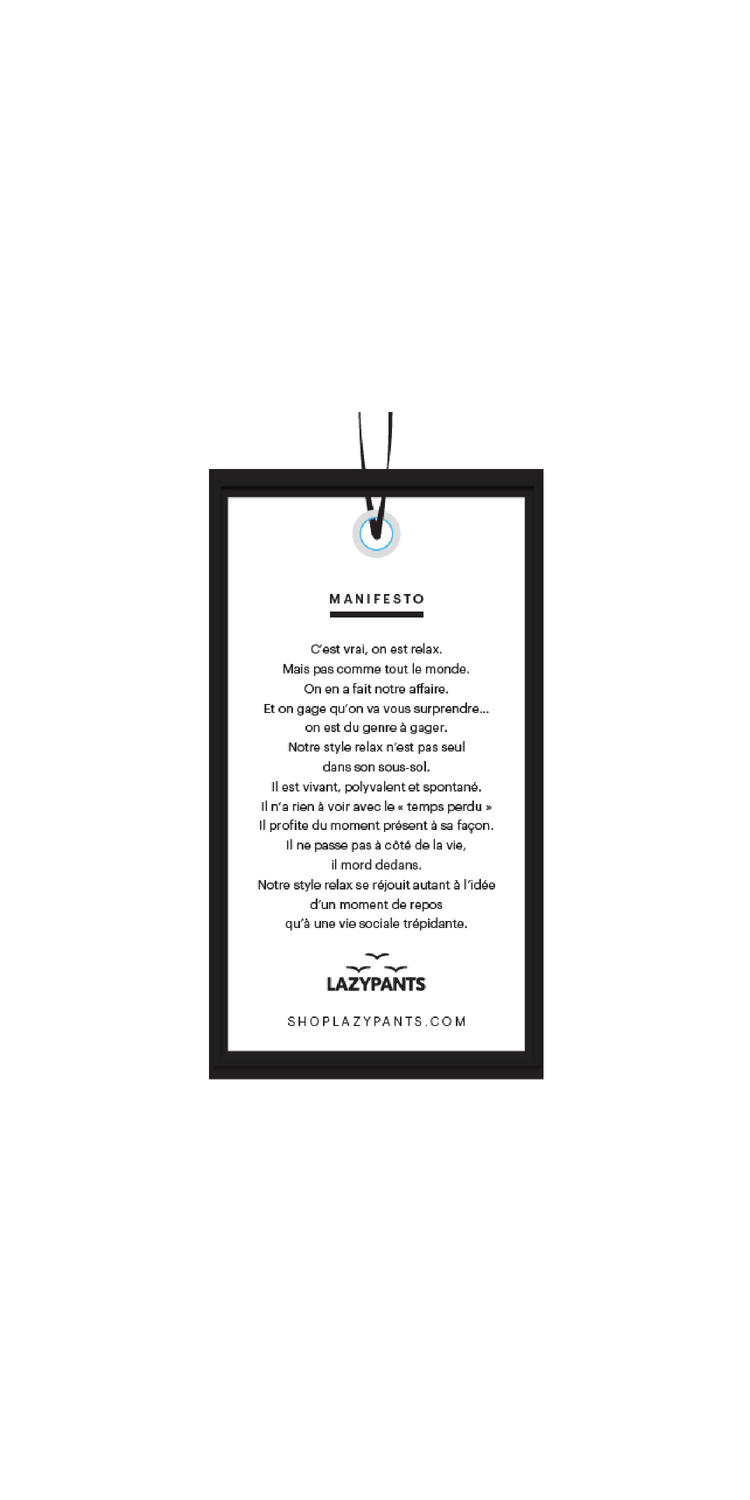 MANIFESTO
C'est vrai, on est relax.
Mais pas comme tout le monde.
On en a fait notre affaire.
Et on gage qu'on va vous surprendre...
on est du genre à gager.
Notre style relax n'est pas seul
dans son sous-sol.
Il est vivant, polyvalent et spontané.
Il n'a rien à voir avec le « temps perdu »
Il profite du moment présent à sa façon.
Il ne passe pas à côté de la vie,
il mord dedans.
Notre style relax se réjouit autant à l'idée
d'un moment de repos
qu'à une vie sociale trépidante.
LAZYPANTS
SHOPLAZYPANTS.COM